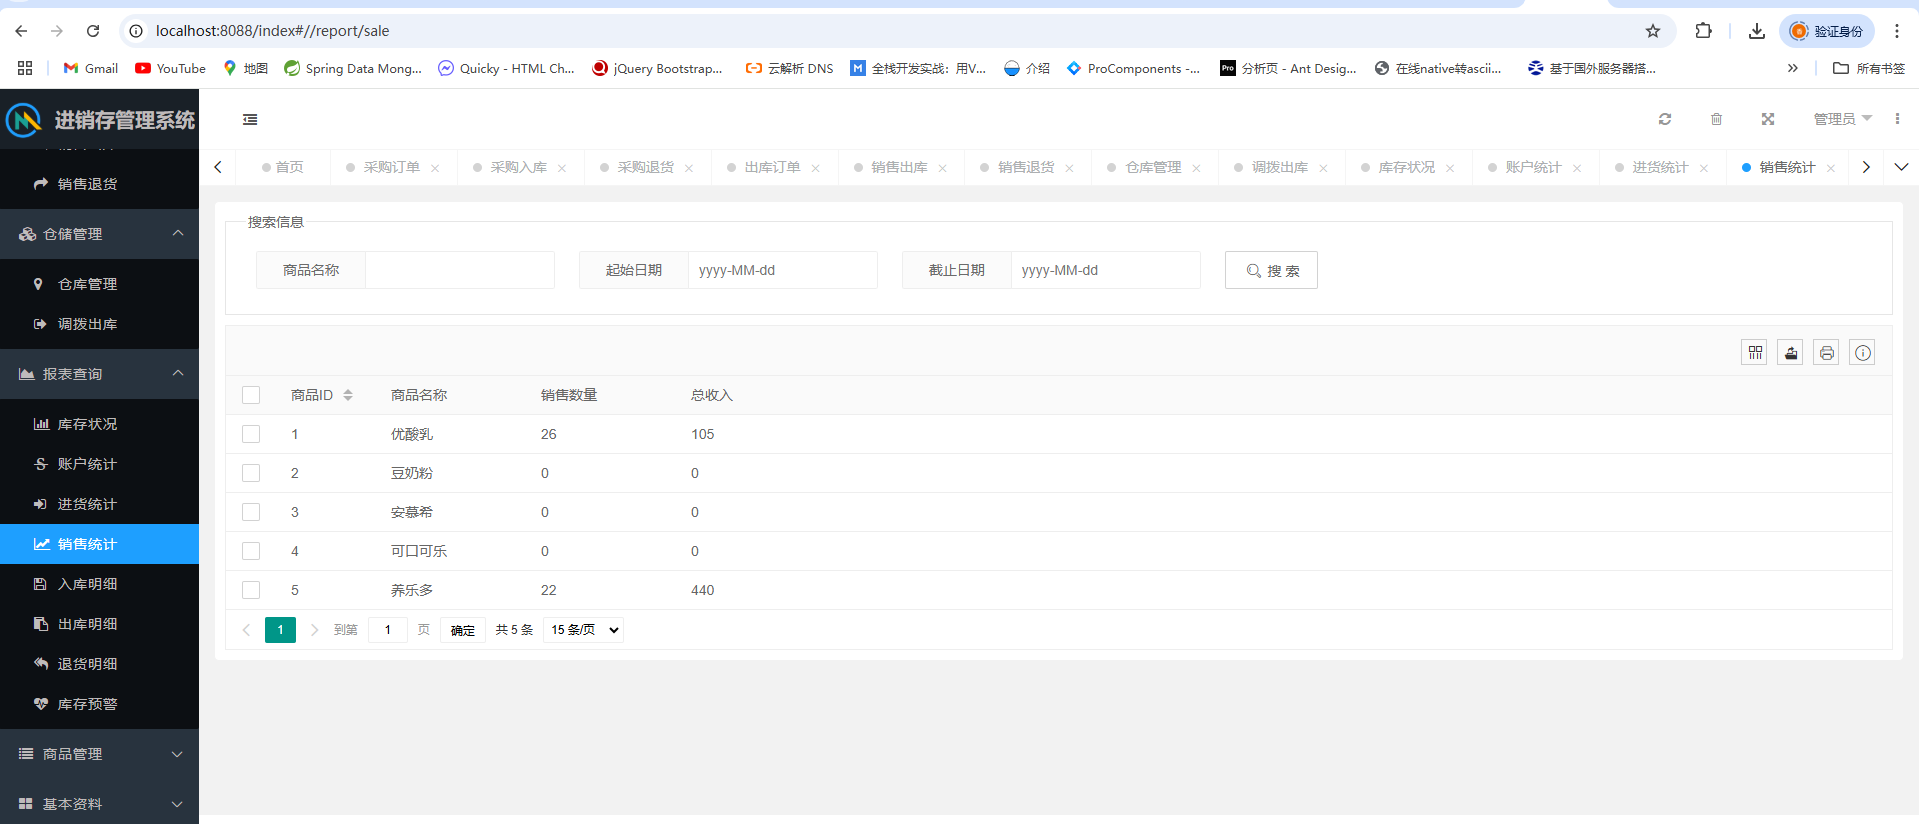 localhost:8088/index#//report/sale
验证身份
Gmail
YouTube
地图
Spring Data Mong...
Quicky - HTML Ch...
jQuery Bootstrap...
云解析 DNS
全栈开发实战：用V...
介绍
ProComponents -...
Pro
分析页 - Ant Desig...
在线native转ascii...
基于国外服务器搭...
所有书签
进销存管理系统
管理员
首页
采购订单
采购入库
采购退货
出库订单
销售出库
销售退货
仓库管理
调拨出库
库存状况
账户统计
进货统计
销售统计
销售退货
仓储管理
仓库管理
调拨出库
报表查询
库存状况
账户统计
进货统计
销售统计
入库明细
出库明细
退货明细
库存预警
商品管理
基本资料
搜索信息
商品名称
起始日期 yyyy-MM-dd
截止日期 yyyy-MM-dd
搜 索
商品ID 商品名称 销售数量 总收入
1 优酸乳 26 105
2 豆奶粉 0 0
3 安慕希 0 0
4 可口可乐 0 0
5 养乐多 22 440
1 到第 1 页 确定 共 5 条 15 条/页